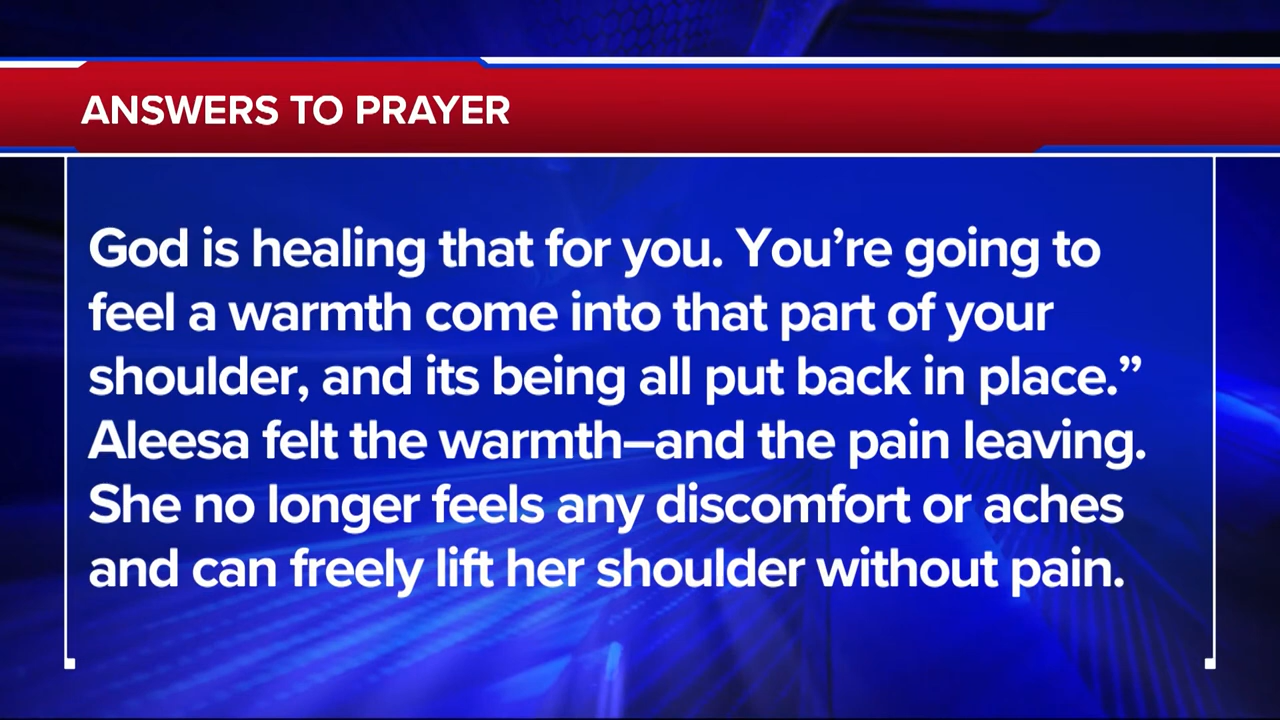 ANSWERS TO PRAYER
God is healing that for you. You’re going to
feel a warmth come into that part of your
shoulder, and its being all put back in place.”
Aleesa felt the warmth–and the pain leaving.
She no longer feels any discomfort or aches
and can freely lift her shoulder without pain.